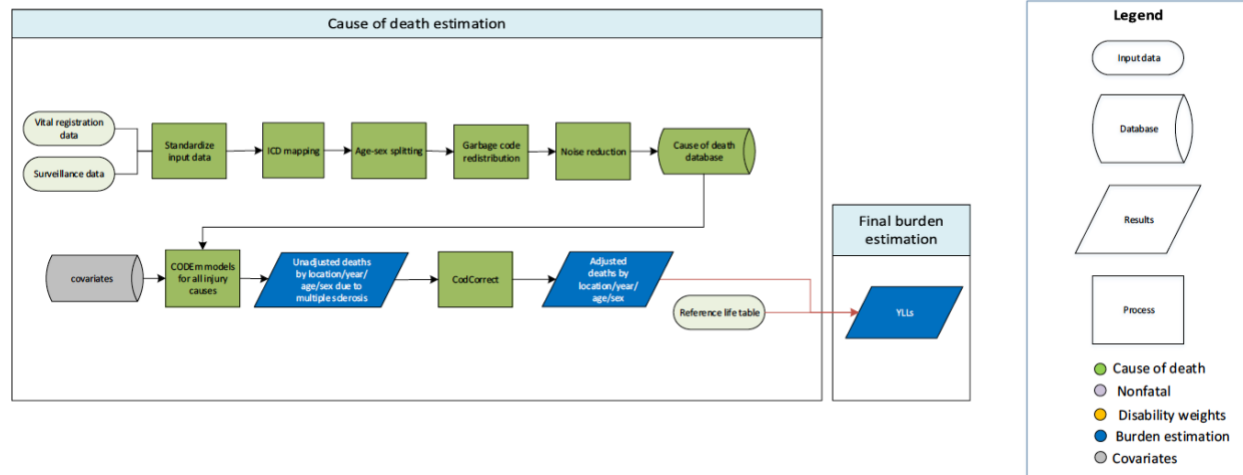 Cause of death estimation
Vital registration
data
Surveillance data
Standardize
input data
ICD mapping
Age-sex splitting
Garbage code
redistribution
Noise reduction
Cause of death
database
covariates
CODEm models
for all injury
causes
Unadjusted deaths
by location/year/
age/sex due to
multiple sclerosis
CodCorrect
Adjusted
deaths by
location/year/
age/sex
Reference life table
Final burden
estimation
YLLs
Legend
Input data
Database
Results
Process
Cause of death
Nonfatal
Disability weights
Burden estimation
Covariates